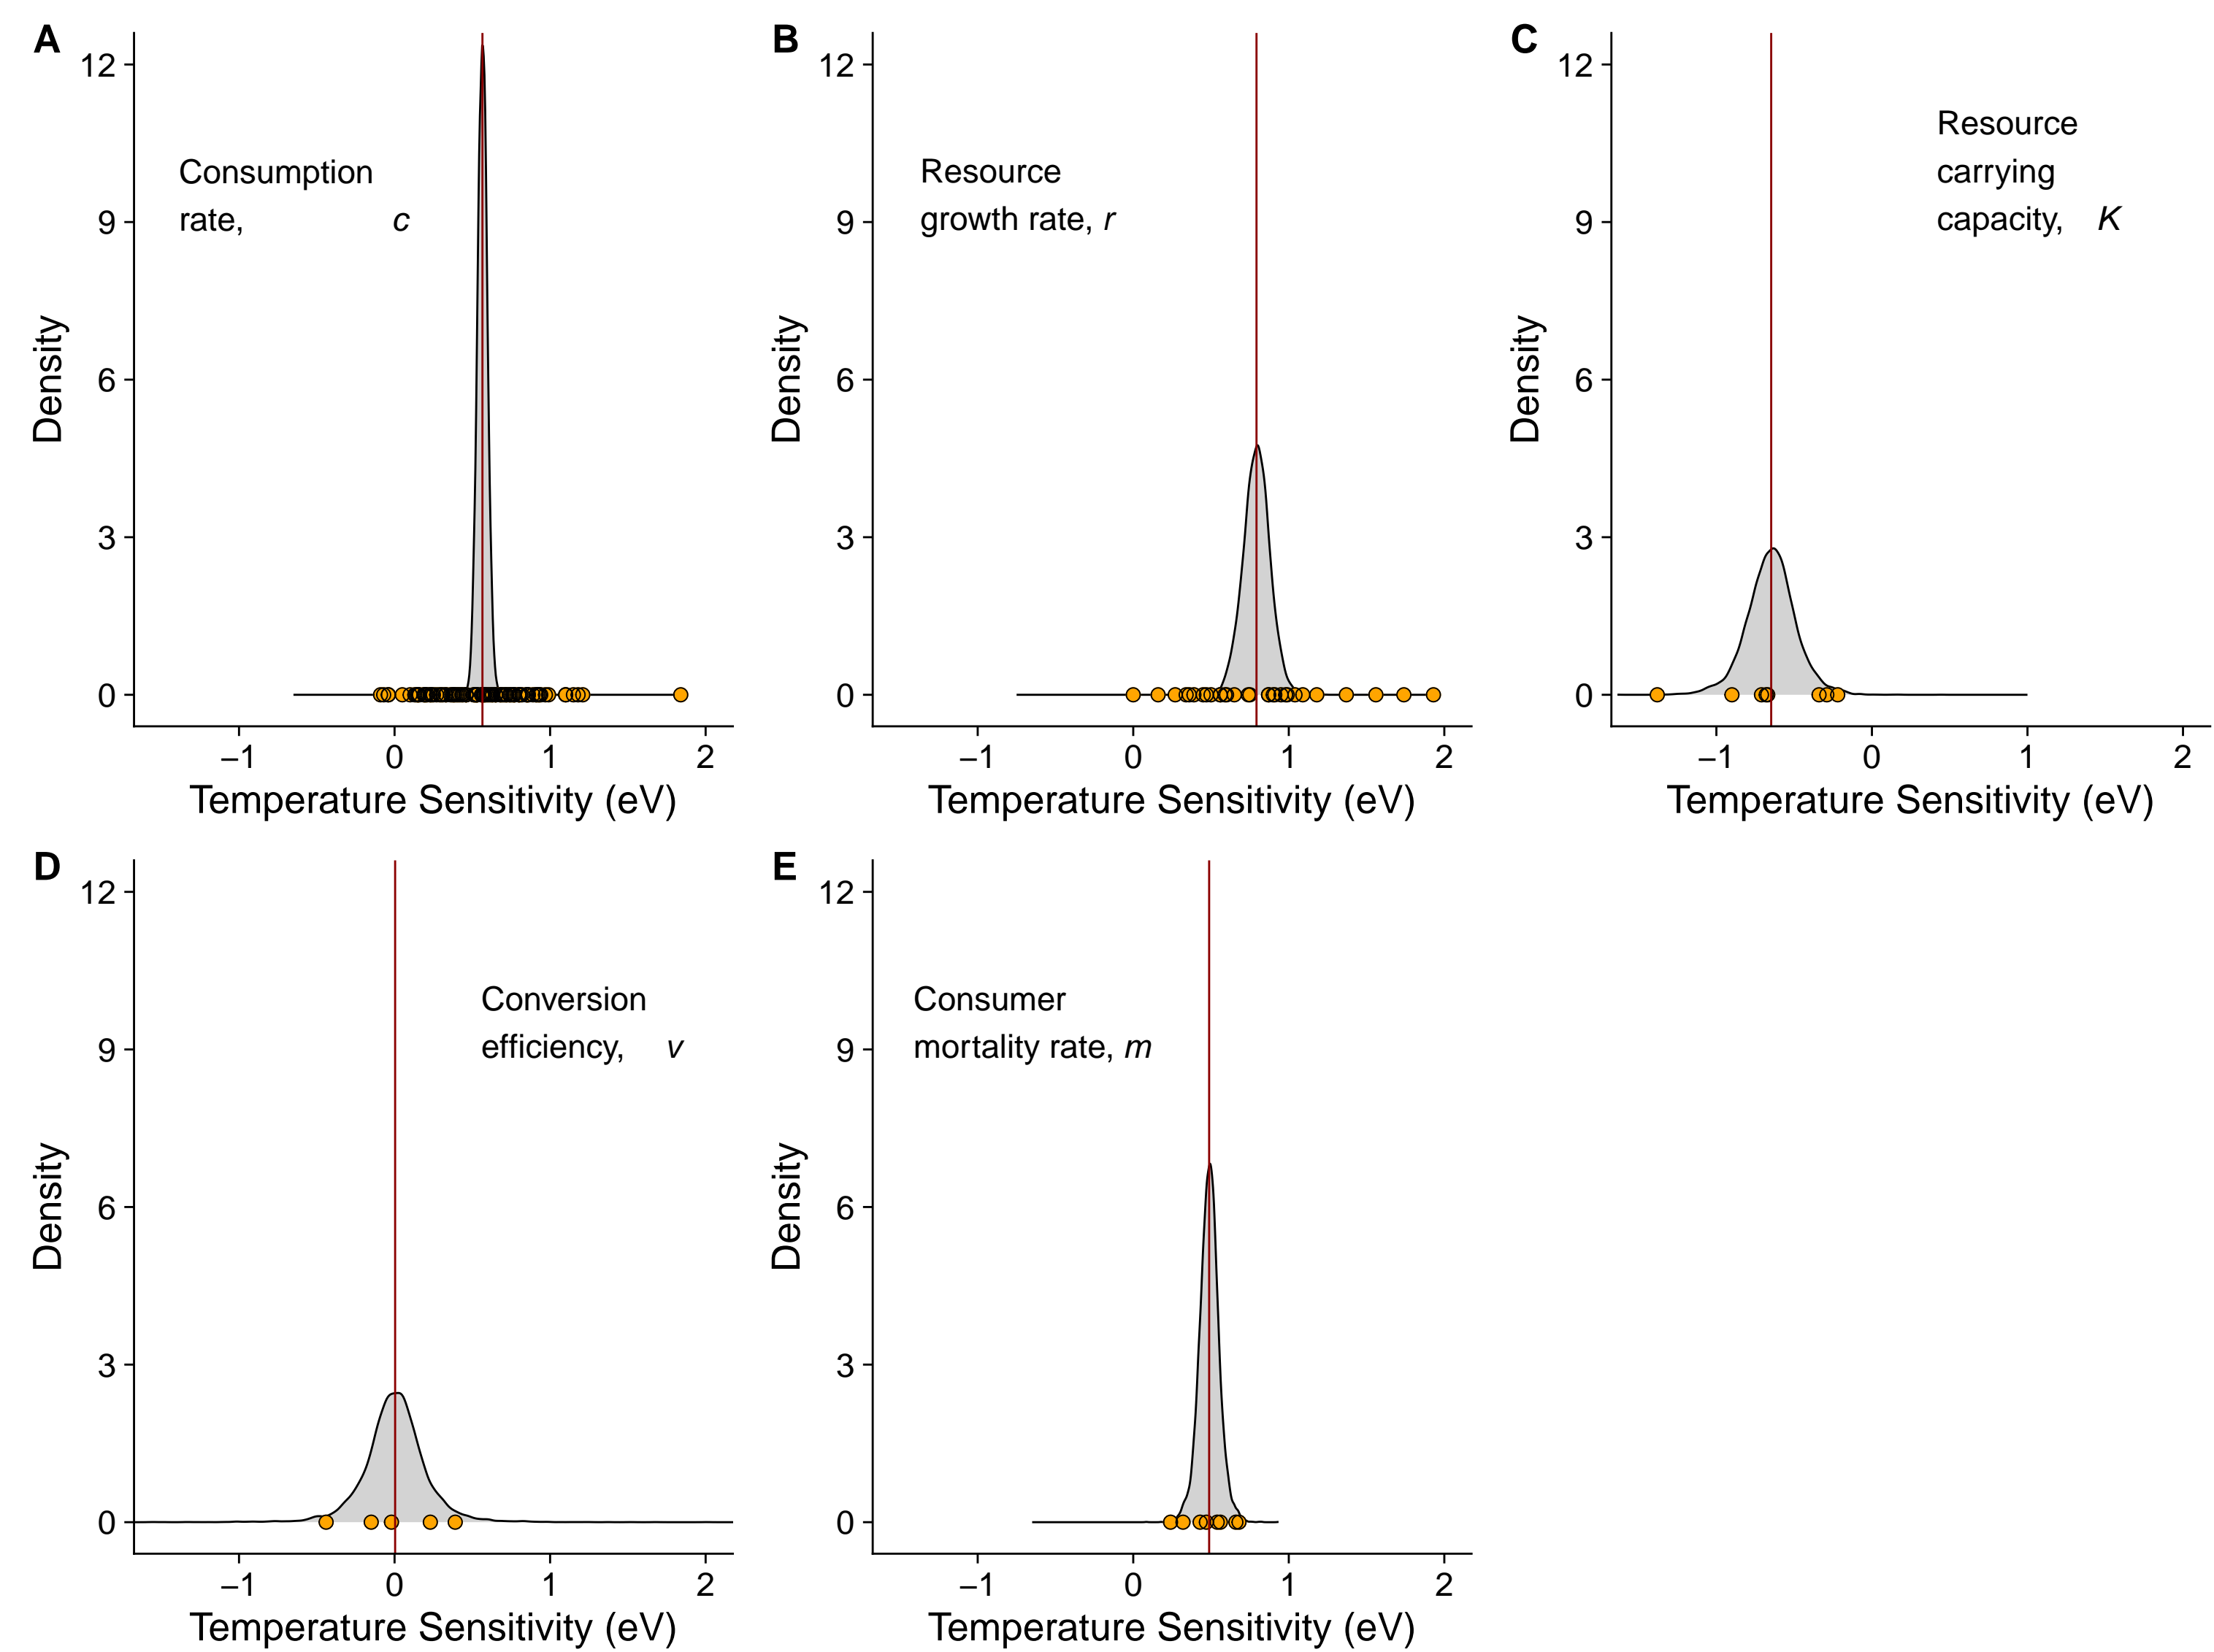 A
12
9
6
3
0
Density
Consumption
rate, c
−1 0 1 2
Temperature Sensitivity (eV)
B
12
9
6
3
0
Density
Resource
growth rate, r
−1 0 1 2
Temperature Sensitivity (eV)
C
12
9
6
3
0
Density
Resource
carrying
capacity, K
−1 0 1 2
Temperature Sensitivity (eV)
D
12
9
6
3
0
Density
Conversion
efficiency, v
−1 0 1 2
Temperature Sensitivity (eV)
E
12
9
6
3
0
Density
Consumer
mortality rate, m
−1 0 1 2
Temperature Sensitivity (eV)